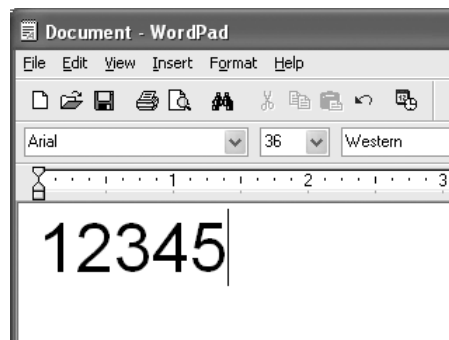 Document - WordPad
File Edit View Insert Format Help
Arial 36 Western
1 2 3
12345